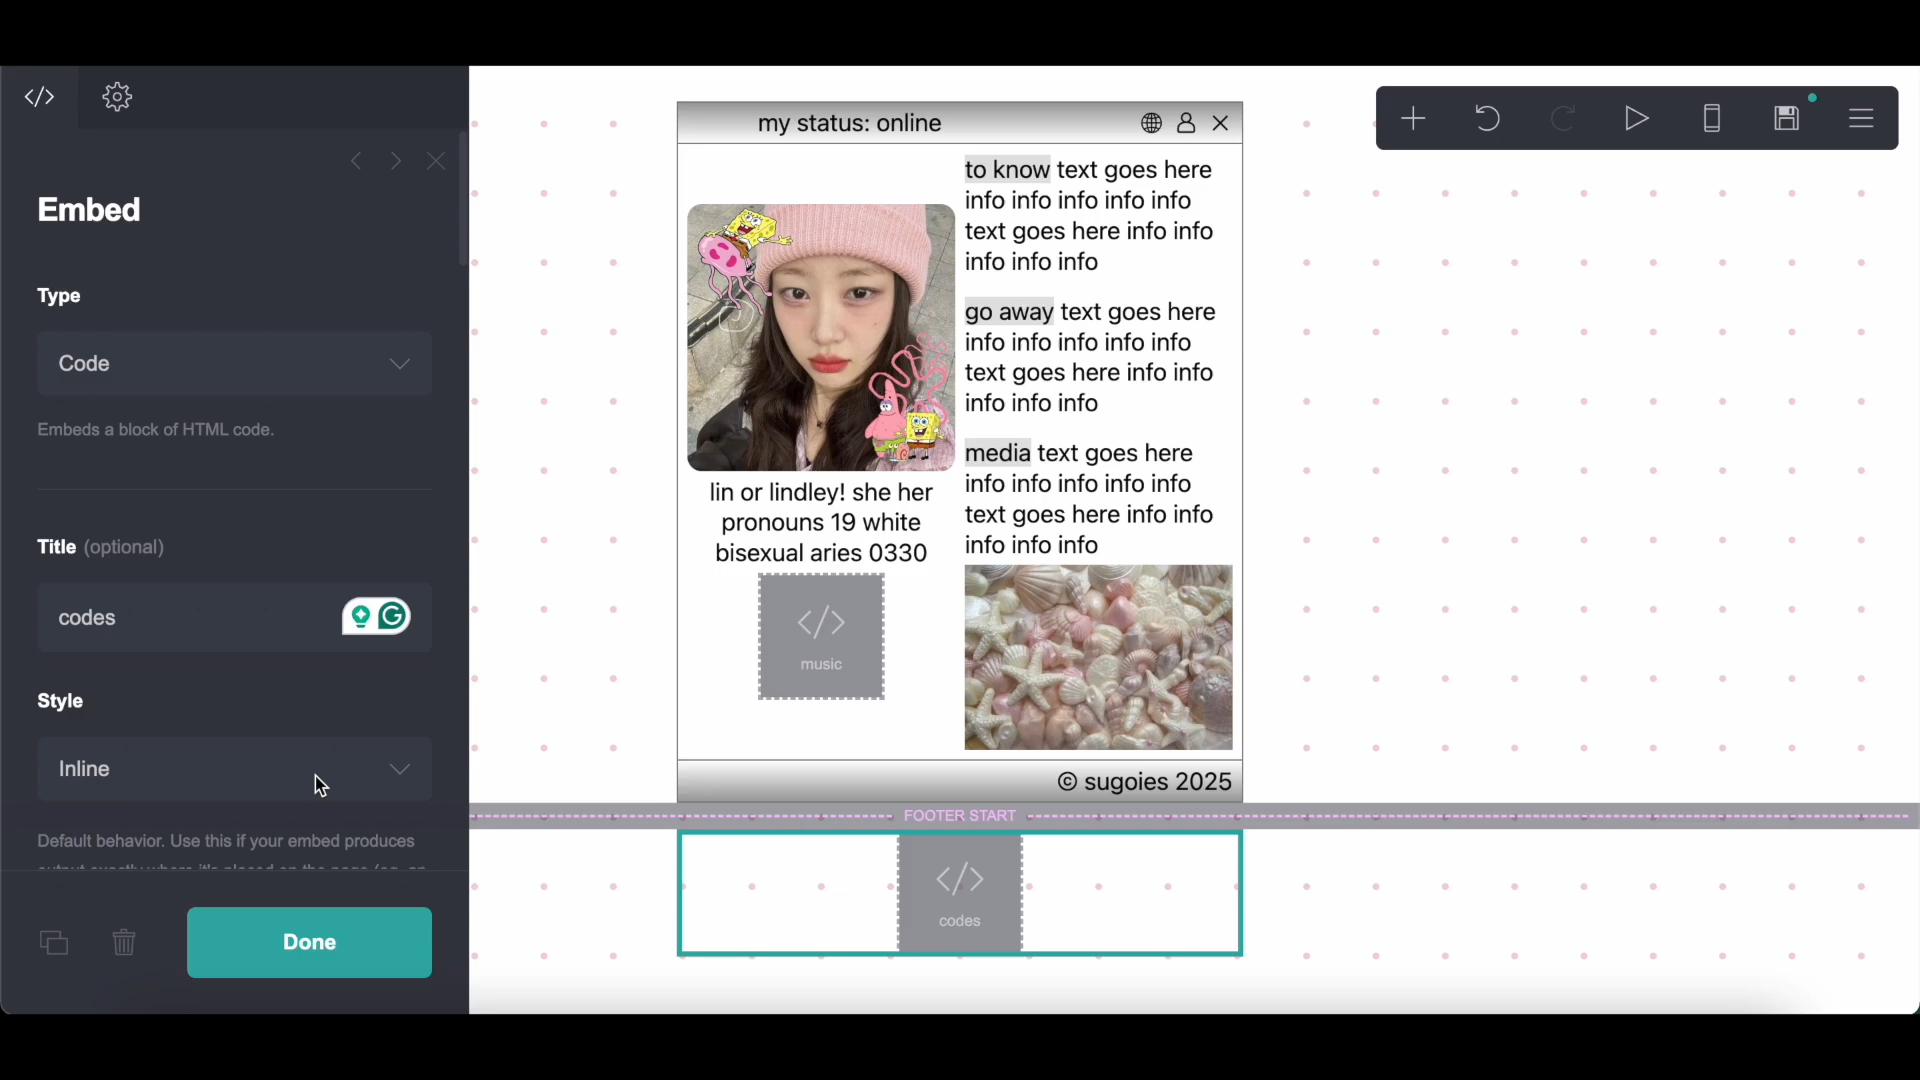 Embed
Type
Code
Embeds a block of HTML code.
Title (optional)
codes
Style
Inline
Default behavior. Use this if your embed produces
Done
my status: online
lin or lindley! she her
pronouns 19 white
bisexual aries 0330
music
to know text goes here
info info info info info
text goes here info info
info info info
go away text goes here
info info info info info
text goes here info info
info info info
media text goes here
info info info info info
text goes here info info
info info info
© sugoies 2025
FOOTER START
codes